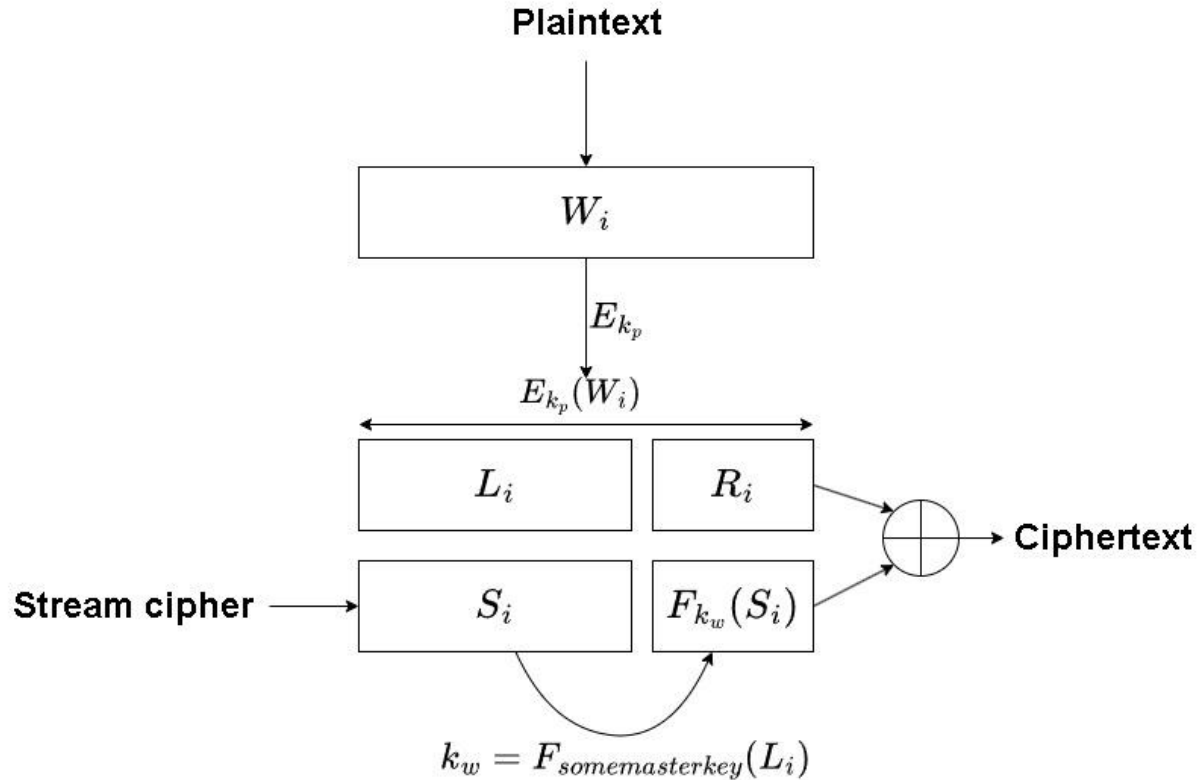 Plaintext
W_i
E_{k_p}
E_{k_p}(W_i)
L_i R_i
Ciphertext
Stream cipher S_i F_{k_w}(S_i)
k_w = F_{somemasterkey}(L_i)